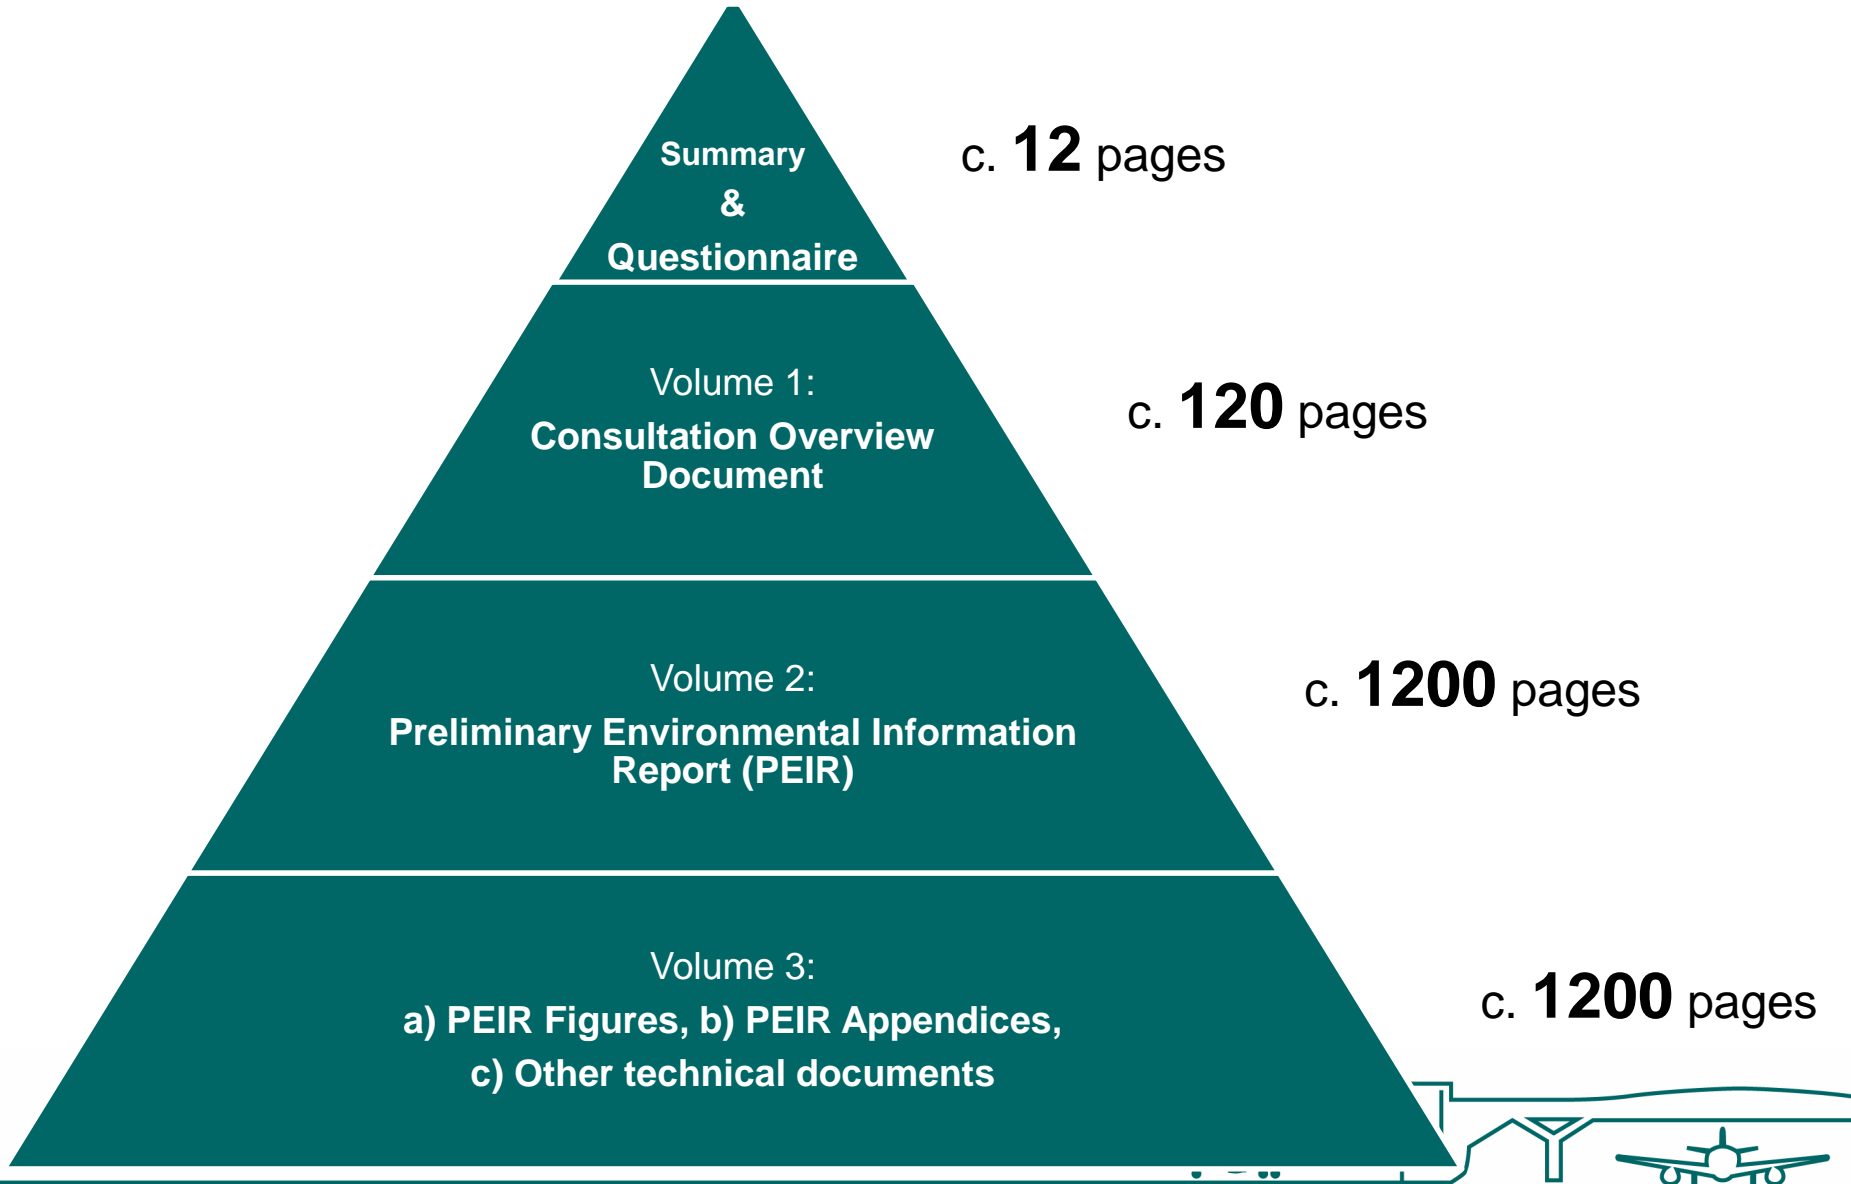 Summary
&
Questionnaire
c. 12 pages
Volume 1:
Consultation Overview
Document
c. 120 pages
Volume 2:
Preliminary Environmental Information
Report (PEIR)
c. 1200 pages
Volume 3:
a) PEIR Figures, b) PEIR Appendices,
c) Other technical documents
c. 1200 pages